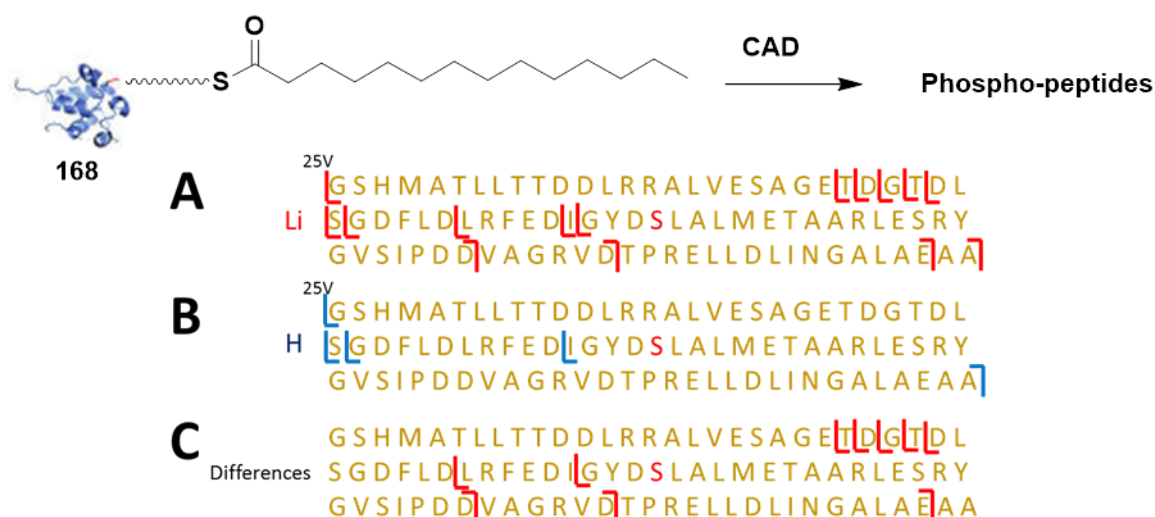 O
S
CAD
Phospho-peptides
168
A
25V
GSHMATLLTTDDLRRALVESAGETDGTDL
Li
SGDFLDLRFEDIGYDSLALMETAARLESRY
GVSIPDDVAGRVDTPRELLDLINGALAEAA
B
25V
GSHMATLLTTDDLRRALVESAGETDGTDL
H
SGDFLDLRFEDIGYDSLALMETAARLESRY
GVSIPDDVAGRVDTPRELLDLINGALAEAA
C
GSHMATLLTTDDLRRALVESAGETDGTDL
Differences
SGDFLDLRFEDIGYDSLALMETAARLESRY
GVSIPDDVAGRVDTPRELLDLINGALAEAA